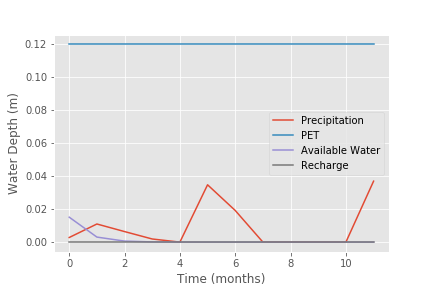 0.12
0.10
0.08
0.06
0.04
0.02
0.00
Water Depth (m)
Precipitation
PET
Available Water
Recharge
0 2 4 6 8 10
Time (months)